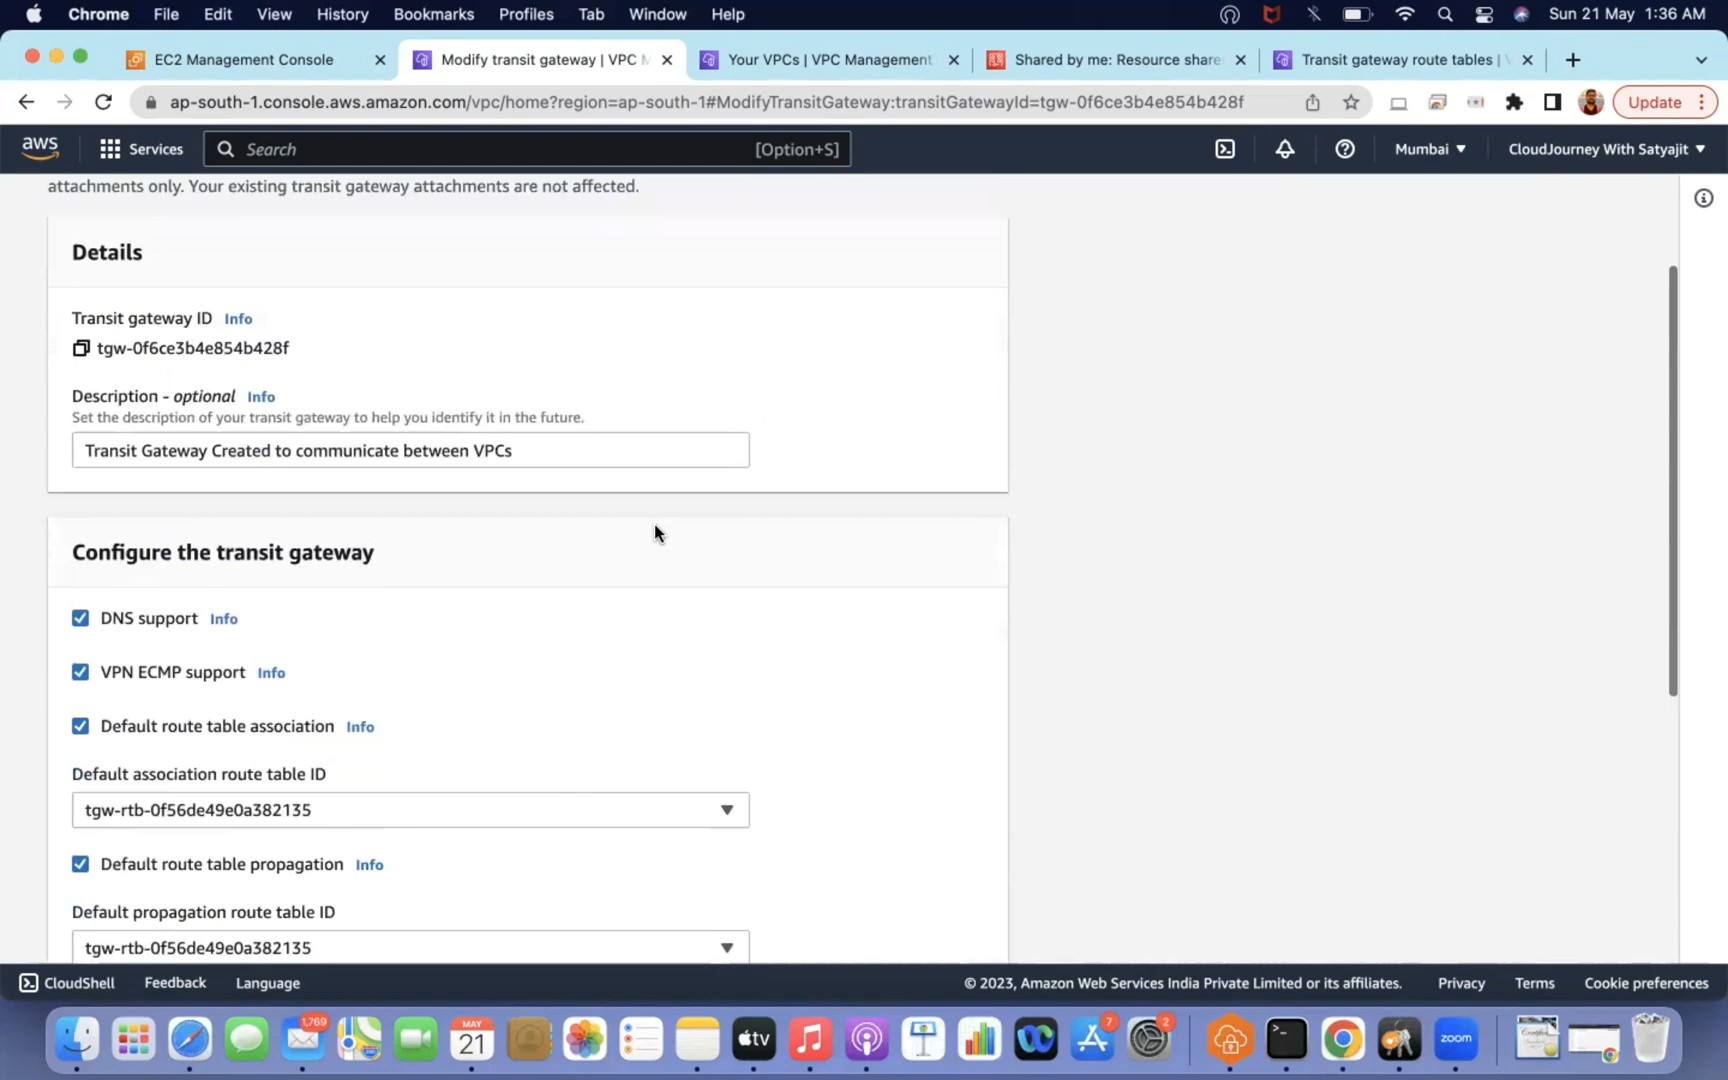 Chrome File Edit View History Bookmarks Profiles Tab Window Help Sun 21 May 1:36 AM
EC2 Management Console Modify transit gateway | VPC M Your VPCs | VPC Management Shared by me: Resource share Transit gateway route tables |
ap-south-1.console.aws.amazon.com/vpc/home?region=ap-south-1#ModifyTransitGateway:transitGatewayId=tgw-0f6ce3b4e854b428f Update
aws Services Search [Option+S] Mumbai CloudJourney With Satyajit
attachments only. Your existing transit gateway attachments are not affected.
Details
Transit gateway ID Info
tgw-0f6ce3b4e854b428f
Description - optional Info
Set the description of your transit gateway to help you identify it in the future.
Transit Gateway Created to communicate between VPCs
Configure the transit gateway
DNS support Info
VPN ECMP support Info
Default route table association Info
Default association route table ID
tgw-rtb-0f56de49e0a382135
Default route table propagation Info
Default propagation route table ID
tgw-rtb-0f56de49e0a382135
CloudShell Feedback Language © 2023, Amazon Web Services India Private Limited or its affiliates. Privacy Terms Cookie preferences
1,769 MAY 21 tv 7 2 zoom